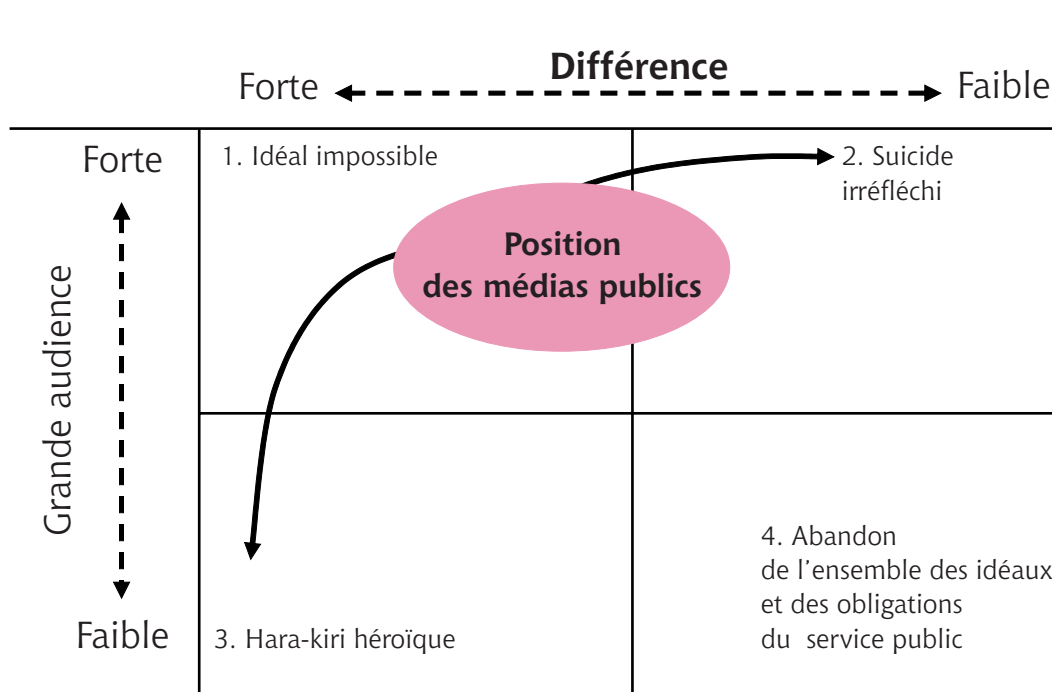 Différence
Forte
Faible
Forte
1. Idéal impossible
2. Suicide
irréfléchi
Position
des médias publics
Grande audience
4. Abandon
de l'ensemble des idéaux
et des obligations
du service public
Faible
3. Hara-kiri héroïque